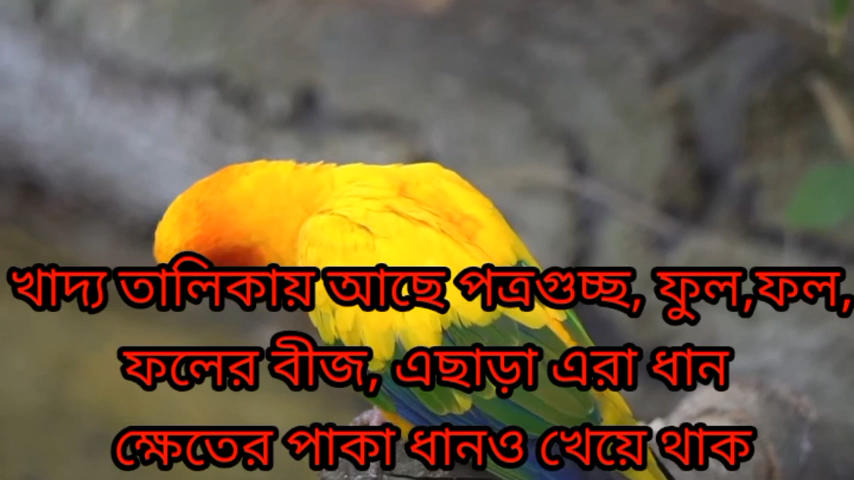 খাদ্য তালিকায় আছে পত্রগুচ্ছ, ফুল,ফল,
ফলের বীজ, এছাড়া এরা ধান
ক্ষেতের পাকা ধানও খেয়ে থাক